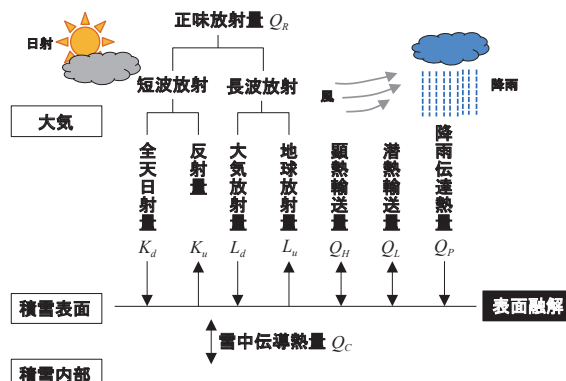 正味放射量 Q_R
日射
短波放射
長波放射
風
降雨
大気
全天日射量
反射量
大気放射量
地球放射量
顕熱輸送量
潜熱輸送量
降雨伝達熱量
K_d
K_u
L_d
L_u
Q_H
Q_L
Q_P
積雪表面
表面融解
雪中伝導熱量 Q_C
積雪内部